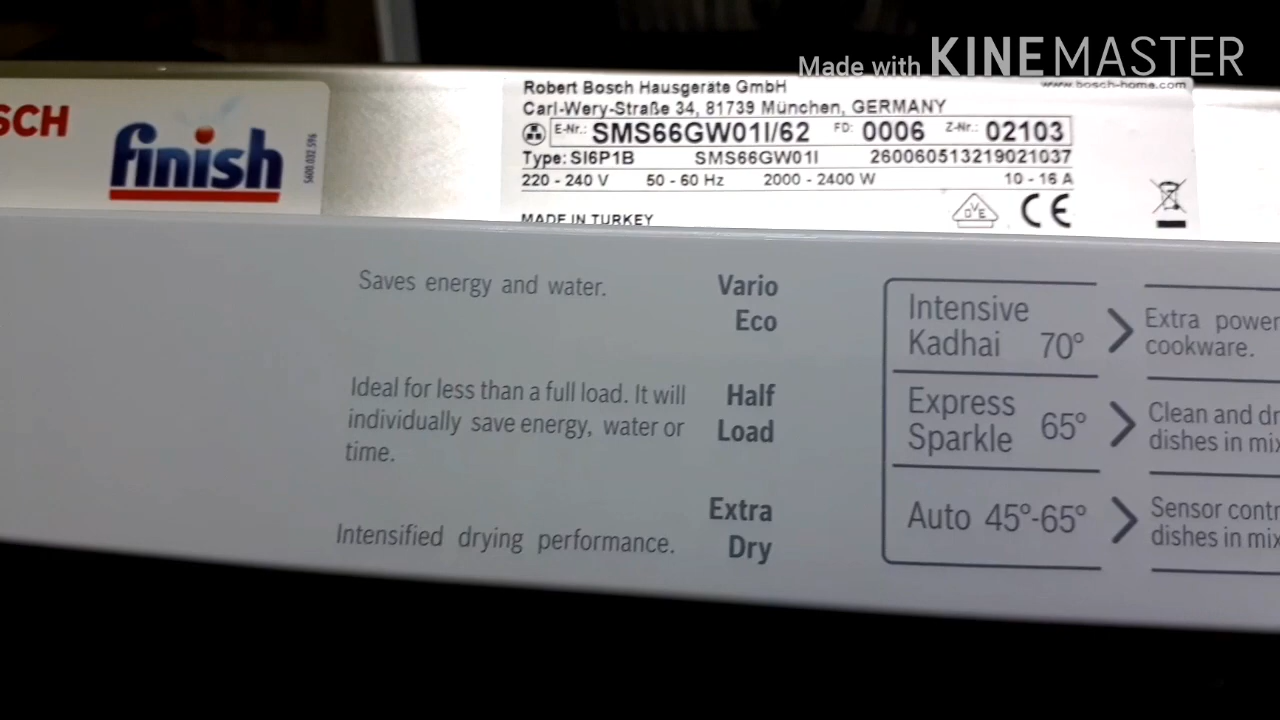 Made with KINEMASTER
Robert Bosch Hausgeräte GmbH
www.bosch-home.com
Carl-Wery-Straße 34, 81739 München, GERMANY
E-Nr.: SMS66GW01I/62 FD: 0006 Z-Nr.: 02103
Type: SI6P1B SMS66GW01I 260060513219021037
220 - 240 V 50 - 60 Hz 2000 - 2400 W 10 - 16 A
MADE IN TURKEY
DVE CE
SCH
finish
5600.032.596
Saves energy and water.
Vario
Eco
Ideal for less than a full load. It will
individually save energy, water or
time.
Half
Load
Intensified drying performance.
Extra
Dry
Intensive
Kadhai 70°
Extra power
cookware.
Express
Sparkle 65°
Clean and dr
dishes in mix
Auto 45°-65°
Sensor contr
dishes in mix